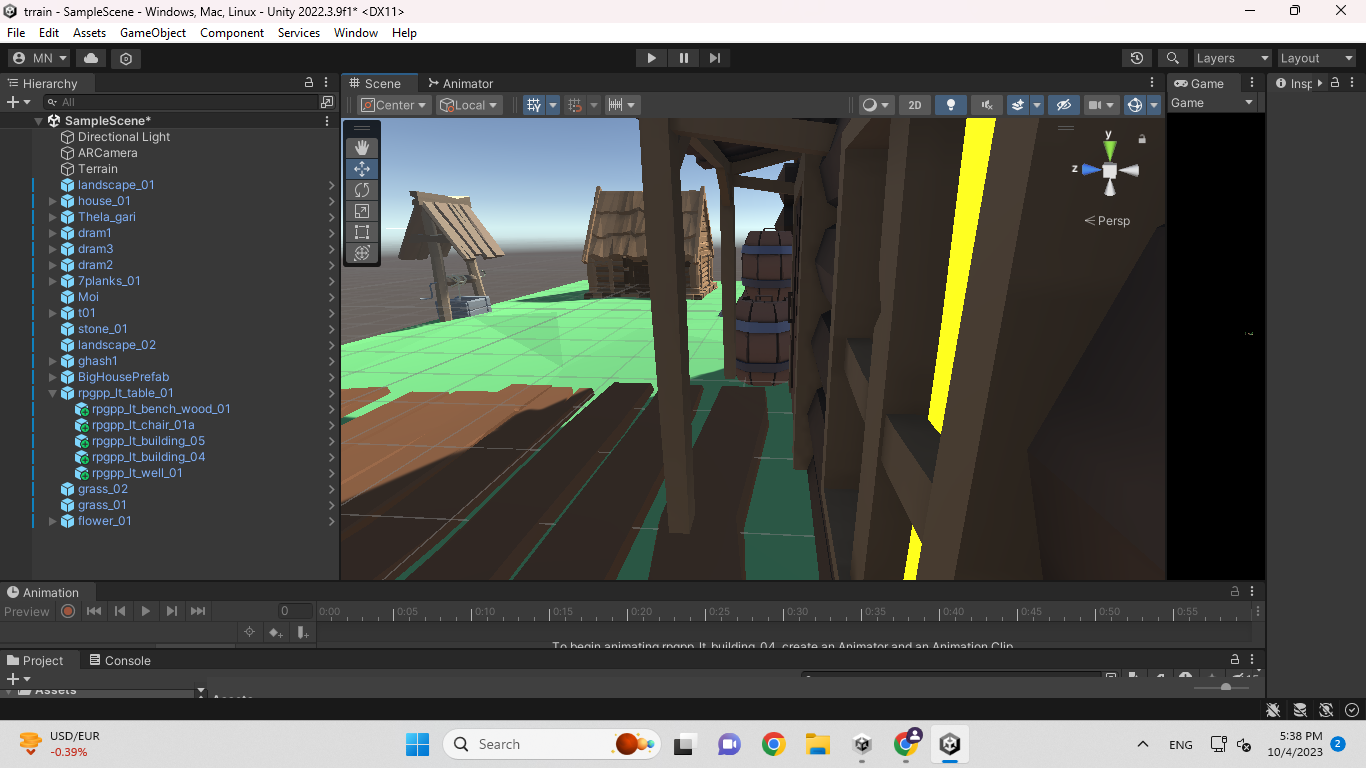 trrain - SampleScene - Windows, Mac, Linux - Unity 2022.3.9f1* <DX11>
File Edit Assets GameObject Component Services Window Help
MN Layers Layout
Hierarchy Scene Animator Game Insp
All Center Local 2D Game
SampleScene*
Directional Light
ARCamera
Terrain
landscape_01
house_01
Thela_gari
dram1
dram3
dram2
7planks_01
Moi
t01
stone_01
landscape_02
ghash1
BigHousePrefab
rpgpp_lt_table_01
rpgpp_lt_bench_wood_01
rpgpp_lt_chair_01a
rpgpp_lt_building_05
rpgpp_lt_building_04
rpgpp_lt_well_01
grass_02
grass_01
flower_01
y
z
Persp
Animation
Preview 0 0:00 0:05 0:10 0:15 0:20 0:25 0:30 0:35 0:40 0:45 0:50 0:55
To begin animating rpgpp_lt_building_04, create an Animator and an Animation Clip.
Project Console
15
Assets Assets
USD/EUR
-0.39%
Search
ENG
5:38 PM
10/4/2023
2